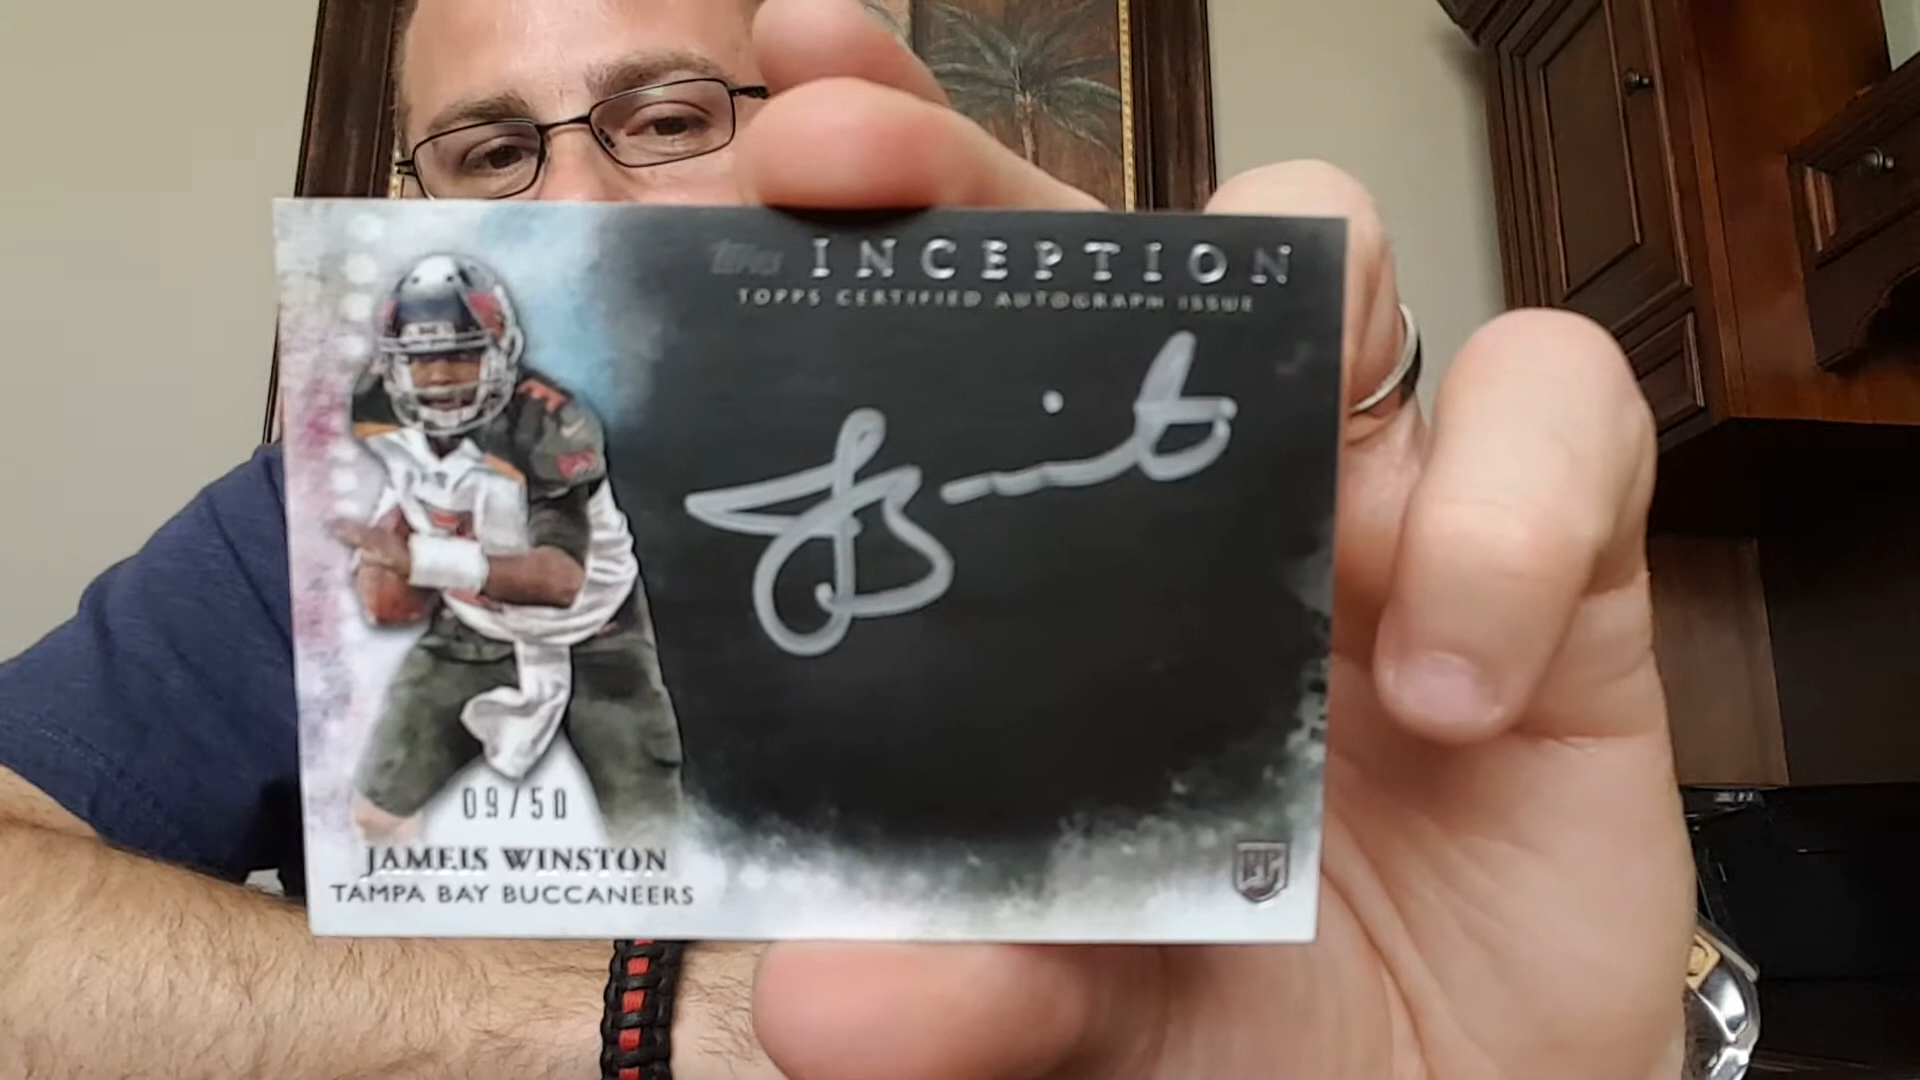 Topps INCEPTION
TOPPS CERTIFIED AUTOGRAPH ISSUE
09/50
JAMEIS WINSTON
TAMPA BAY BUCCANEERS
RC